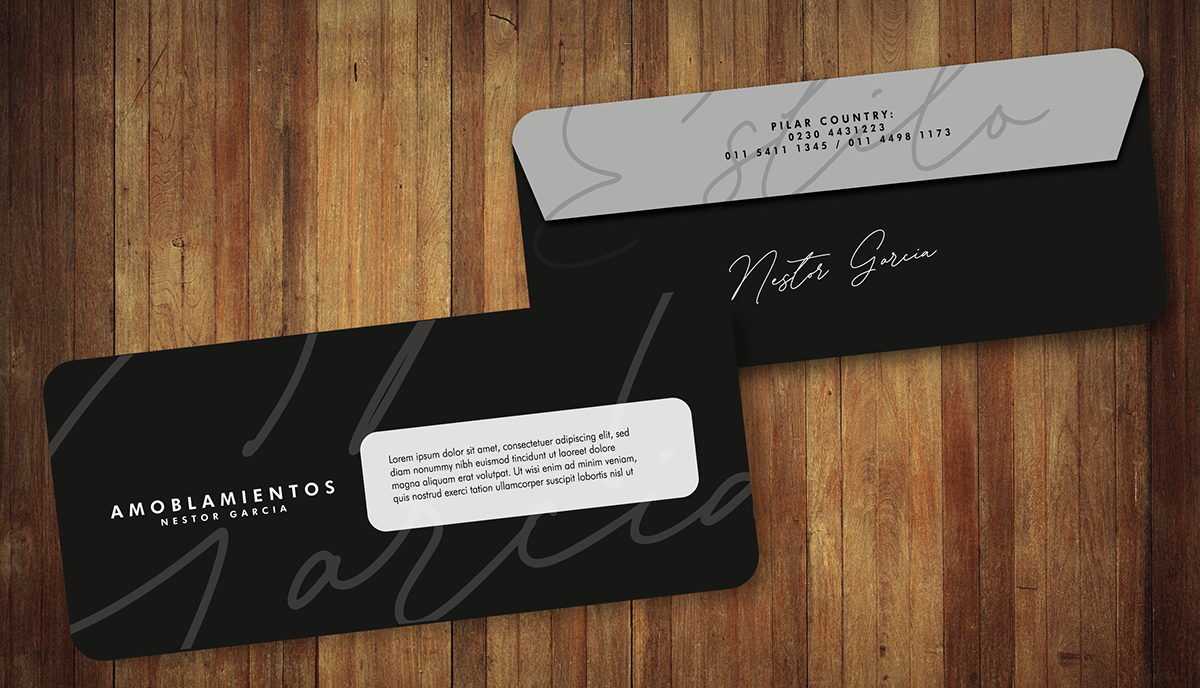 Estilo
PILAR COUNTRY:
0230 4431223
011 5411 1345 / 011 4498 1173
Nestor Garcia
AMOBLAMIENTOS
NESTOR GARCIA
Lorem ipsum dolor sit amet, consectetuer adipiscing elit, sed
diam nonummy nibh euismod tincidunt ut laoreet dolore
magna aliquam erat volutpat. Ut wisi enim ad minim veniam,
quis nostrud exerci tation ullamcorper suscipit lobortis nisl ut
Garcia